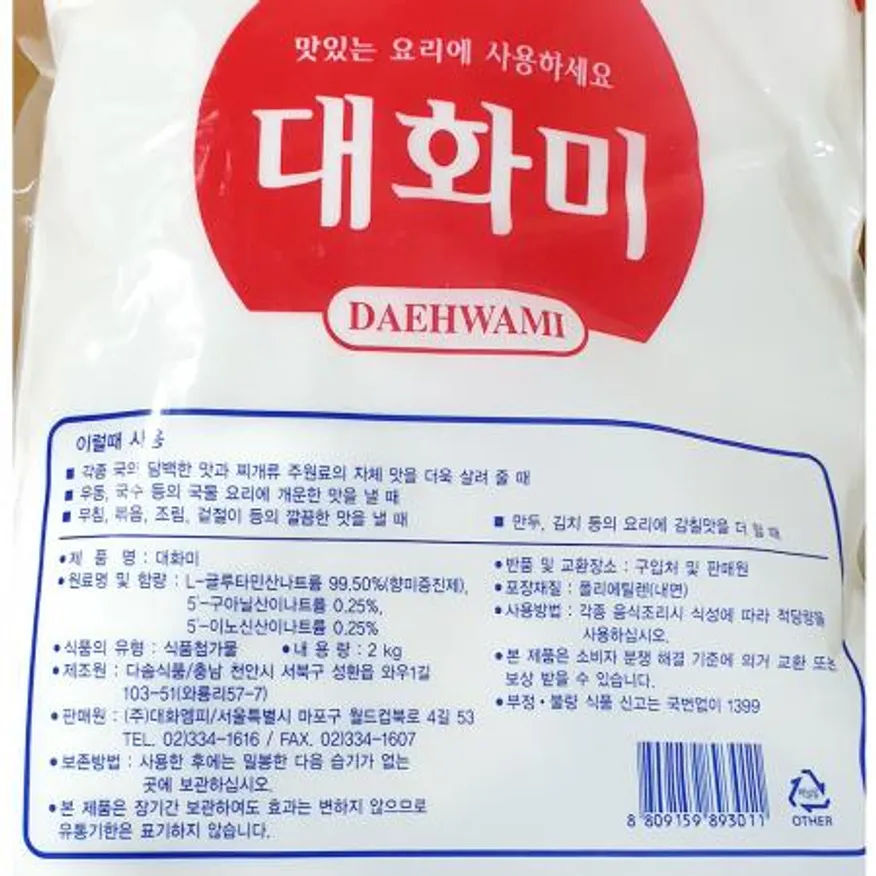 맛있는 요리에 사용하세요
대화미
DAEHWAMI
이럴때 사용
■ 각종 국의 담백한 맛과 찌개류 주원료의 자체 맛을 더욱 살려 줄 때
■ 우동, 국수 등의 국물 요리에 개운한 맛을 낼 때
■ 무침, 볶음, 조림, 겉절이 등의 깔끔한 맛을 낼 때
■ 만두, 김치 등의 요리에 감칠맛을 더 할 때
●제 품 명 : 대화미
●원료명 및 함량 : L-글루타민산나트륨 99.50%(향미증진제),
5'-구아닐산이나트륨 0.25%,
5'-이노신산이나트륨 0.25%
●식품의 유형 : 식품첨가물 ●내 용 량 : 2 kg
●제조원 : 다솜식품/충남 천안시 서북구 성환읍 와우1길
103-51(와룡리57-7)
●판매원 : (주)대화엠피/서울특별시 마포구 월드컵북로 4길 53
TEL. 02)334-1616 / FAX. 02)334-1607
●보존방법 : 사용한 후에는 밀봉한 다음 습기가 없는
곳에 보관하십시오.
●본 제품은 장기간 보관하여도 효과는 변하지 않으므로
유통기한은 표기하지 않습니다.
●반품 및 교환장소 : 구입처 및 판매원
●포장재질 : 폴리에틸렌(내면)
●사용방법 : 각종 음식조리시 식성에 따라 적당량을
사용하십시오.
●본 제품은 소비자 분쟁 해결 기준에 의거 교환 또는
보상 받을 수 있습니다.
●부정·불량 식품 신고는 국번없이 1399
8 809159 893011
OTHER